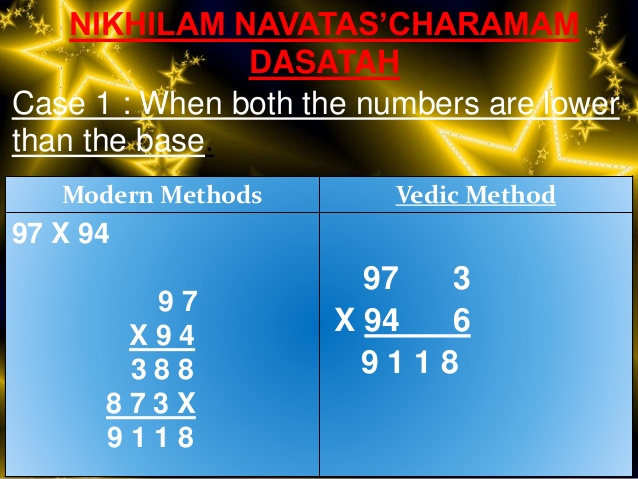 NIKHILAM NAVATAS’CHARAMAM
DASATAH
Case 1 : When both the numbers are lower
than the base.
Modern Methods
Vedic Method
97 X 94
9 7
X 9 4
3 8 8
8 7 3 X
9 1 1 8
97 3
X 94 6
9 1 1 8